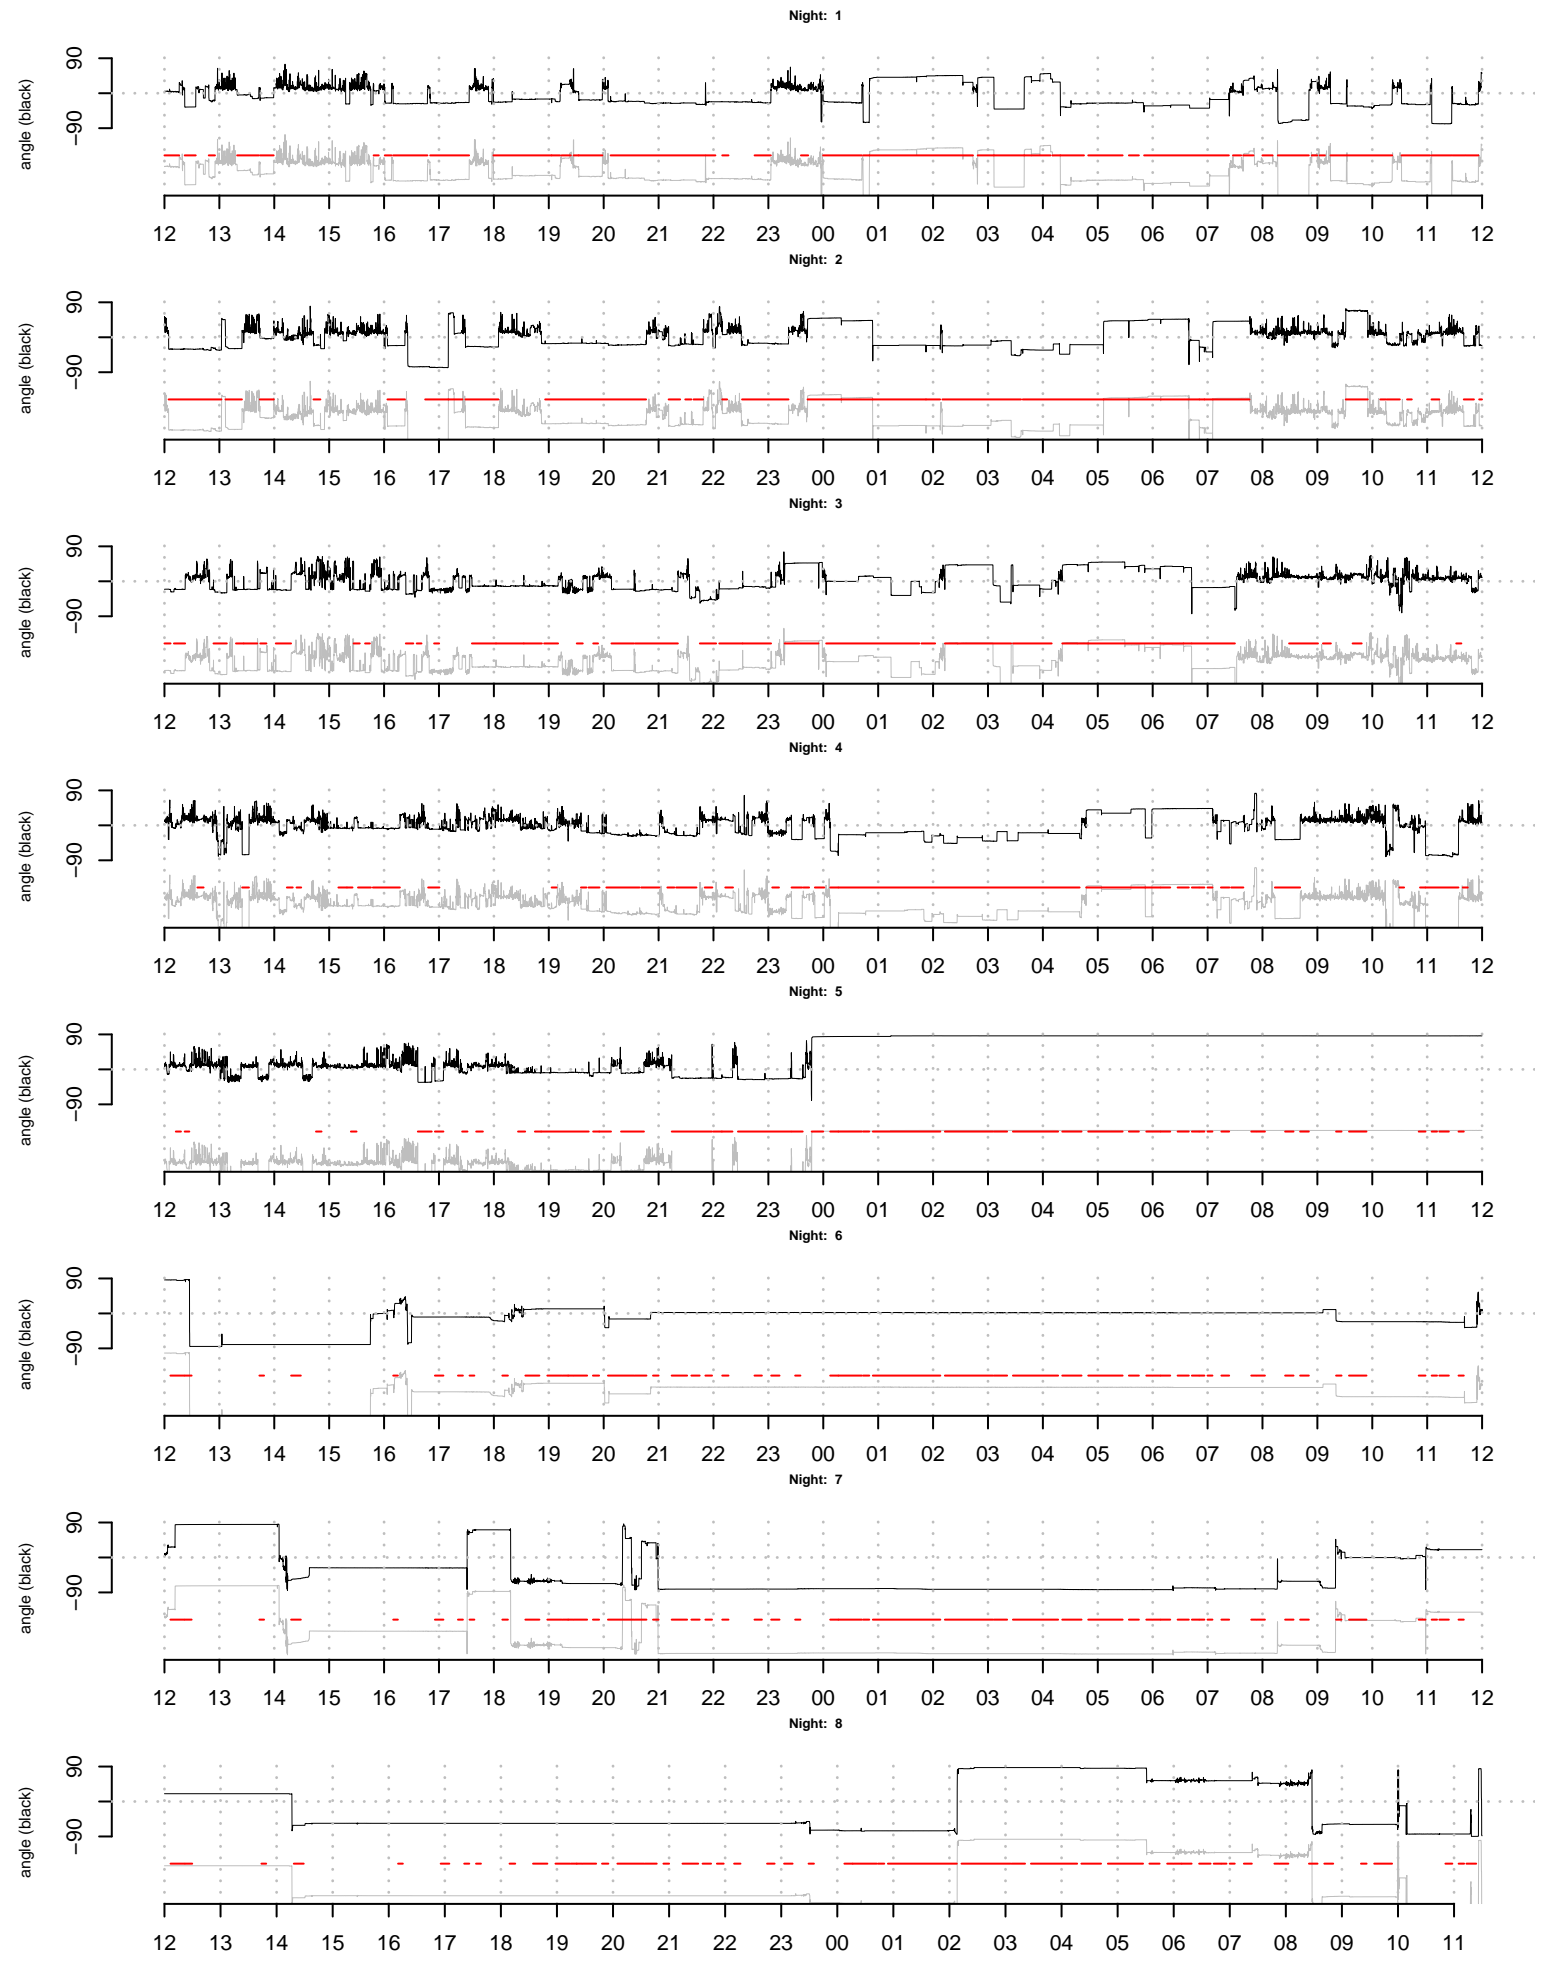 Night: 1
angle (black)
90
-90
12 13 14 15 16 17 18 19 20 21 22 23 00 01 02 03 04 05 06 07 08 09 10 11 12
Night: 2
angle (black)
90
-90
12 13 14 15 16 17 18 19 20 21 22 23 00 01 02 03 04 05 06 07 08 09 10 11 12
Night: 3
angle (black)
90
-90
12 13 14 15 16 17 18 19 20 21 22 23 00 01 02 03 04 05 06 07 08 09 10 11 12
Night: 4
angle (black)
90
-90
12 13 14 15 16 17 18 19 20 21 22 23 00 01 02 03 04 05 06 07 08 09 10 11 12
Night: 5
angle (black)
90
-90
12 13 14 15 16 17 18 19 20 21 22 23 00 01 02 03 04 05 06 07 08 09 10 11 12
Night: 6
angle (black)
90
-90
12 13 14 15 16 17 18 19 20 21 22 23 00 01 02 03 04 05 06 07 08 09 10 11 12
Night: 7
angle (black)
90
-90
12 13 14 15 16 17 18 19 20 21 22 23 00 01 02 03 04 05 06 07 08 09 10 11 12
Night: 8
angle (black)
90
-90
12 13 14 15 16 17 18 19 20 21 22 23 00 01 02 03 04 05 06 07 08 09 10 11